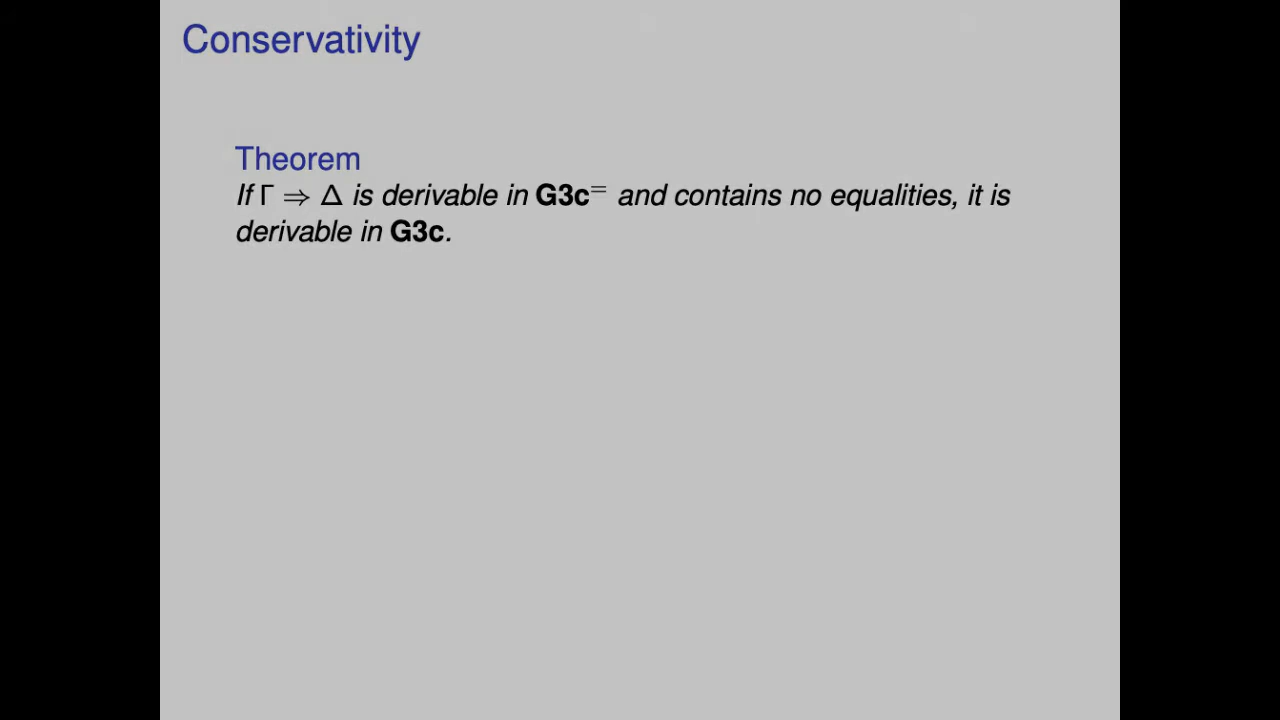 Conservativity
Theorem
If Γ ⇒ Δ is derivable in G3c⁼ and contains no equalities, it is
derivable in G3c.